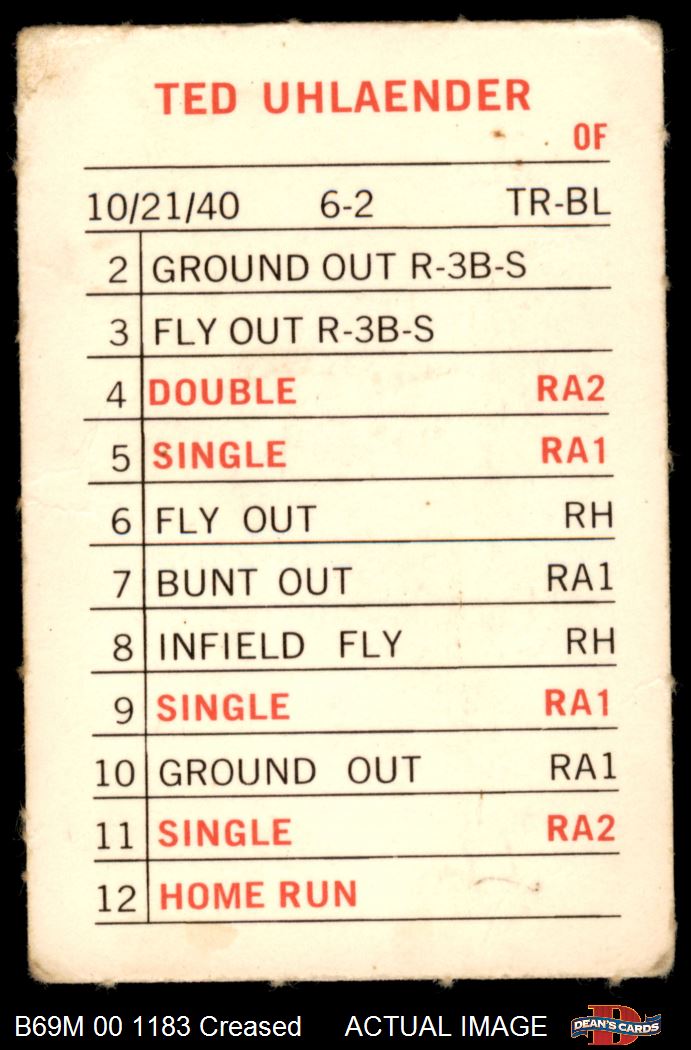 TED UHLAENDER
OF
10/21/40 6-2 TR-BL
2 GROUND OUT R-3B-S
3 FLY OUT R-3B-S
4 DOUBLE RA2
5 SINGLE RA1
6 FLY OUT RH
7 BUNT OUT RA1
8 INFIELD FLY RH
9 SINGLE RA1
10 GROUND OUT RA1
11 SINGLE RA2
12 HOME RUN
B69M 00 1183 Creased ACTUAL IMAGE DEAN'S CARDS